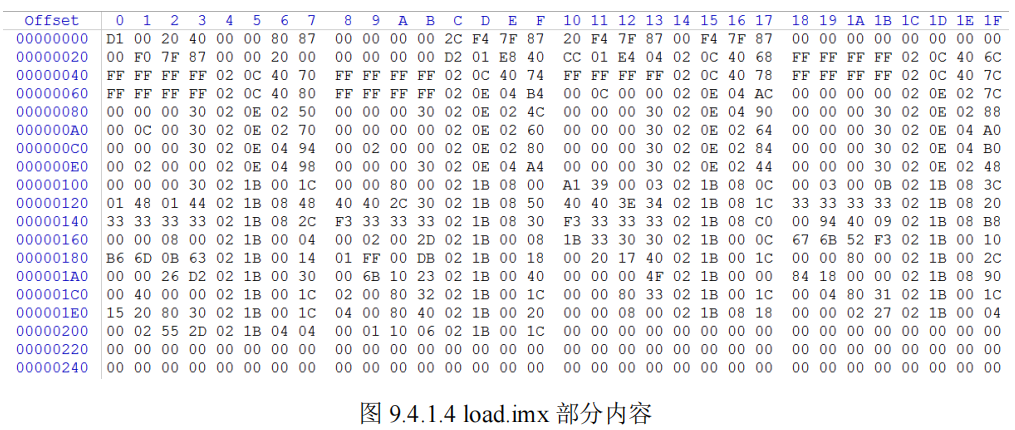 Offset 0 1 2 3 4 5 6 7 8 9 A B C D E F 10 11 12 13 14 15 16 17 18 19 1A 1B 1C 1D 1E 1F
00000000 D1 00 20 40 00 00 80 87 00 00 00 00 2C F4 7F 87 20 F4 7F 87 00 F4 7F 87 00 00 00 00 00 00 00 00
00000020 00 F0 7F 87 00 00 20 00 00 00 00 00 D2 01 E8 40 CC 01 E4 04 02 0C 40 68 FF FF FF FF 02 0C 40 6C
00000040 FF FF FF FF 02 0C 40 70 FF FF FF FF 02 0C 40 74 FF FF FF FF 02 0C 40 78 FF FF FF FF 02 0C 40 7C
00000060 FF FF FF FF 02 0C 40 80 FF FF FF FF 02 0E 04 B4 00 0C 00 00 02 0E 04 AC 00 00 00 00 02 0E 02 7C
00000080 00 00 00 30 02 0E 02 50 00 00 00 30 02 0E 02 4C 00 00 00 30 02 0E 04 90 00 00 00 30 02 0E 02 88
000000A0 00 0C 00 30 02 0E 02 70 00 00 00 00 02 0E 02 60 00 00 00 30 02 0E 02 64 00 00 00 30 02 0E 04 A0
000000C0 00 00 00 30 02 0E 04 94 00 02 00 00 02 0E 02 80 00 00 00 30 02 0E 02 84 00 00 00 30 02 0E 04 B0
000000E0 00 02 00 00 02 0E 04 98 00 00 00 30 02 0E 04 A4 00 00 00 30 02 0E 02 44 00 00 00 30 02 0E 02 48
00000100 00 00 00 30 02 1B 00 1C 00 00 80 00 02 1B 08 00 A1 39 00 03 02 1B 08 0C 00 03 00 0B 02 1B 08 3C
00000120 01 48 01 44 02 1B 08 48 40 40 2C 30 02 1B 08 50 40 40 3E 34 02 1B 08 1C 33 33 33 33 02 1B 08 20
00000140 33 33 33 33 02 1B 08 2C F3 33 33 33 02 1B 08 30 F3 33 33 33 02 1B 08 C0 00 94 40 09 02 1B 08 B8
00000160 00 00 08 00 02 1B 00 04 00 02 00 2D 02 1B 00 08 1B 33 30 30 02 1B 00 0C 67 6B 52 F3 02 1B 00 10
00000180 B6 6D 0B 63 02 1B 00 14 01 FF 00 DB 02 1B 00 18 00 20 17 40 02 1B 00 1C 00 00 80 00 02 1B 00 2C
000001A0 00 00 26 D2 02 1B 00 30 00 6B 10 23 02 1B 00 40 00 00 00 4F 02 1B 00 00 84 18 00 00 02 1B 08 90
000001C0 00 40 00 00 02 1B 00 1C 02 00 80 32 02 1B 00 1C 00 00 80 33 02 1B 00 1C 00 04 80 31 02 1B 00 1C
000001E0 15 20 80 30 02 1B 00 1C 04 00 80 40 02 1B 00 20 00 00 08 00 02 1B 08 18 00 00 02 27 02 1B 00 04
00000200 00 02 55 2D 02 1B 04 04 00 01 10 06 02 1B 00 1C 00 00 00 00 00 00 00 00 00 00 00 00 00 00 00 00
00000220 00 00 00 00 00 00 00 00 00 00 00 00 00 00 00 00 00 00 00 00 00 00 00 00 00 00 00 00 00 00 00 00
00000240 00 00 00 00 00 00 00 00 00 00 00 00 00 00 00 00 00 00 00 00 00 00 00 00 00 00 00 00 00 00 00 00
图 9.4.1.4 load.imx 部分内容